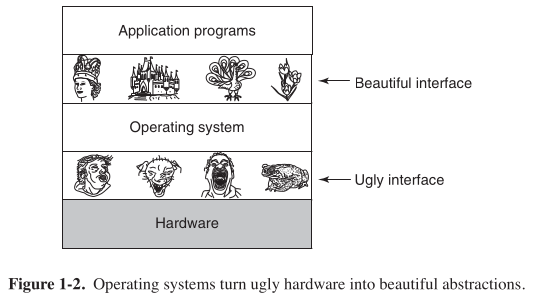 Application programs
Beautiful interface
Operating system
Ugly interface
Hardware
Figure 1-2. Operating systems turn ugly hardware into beautiful abstractions.